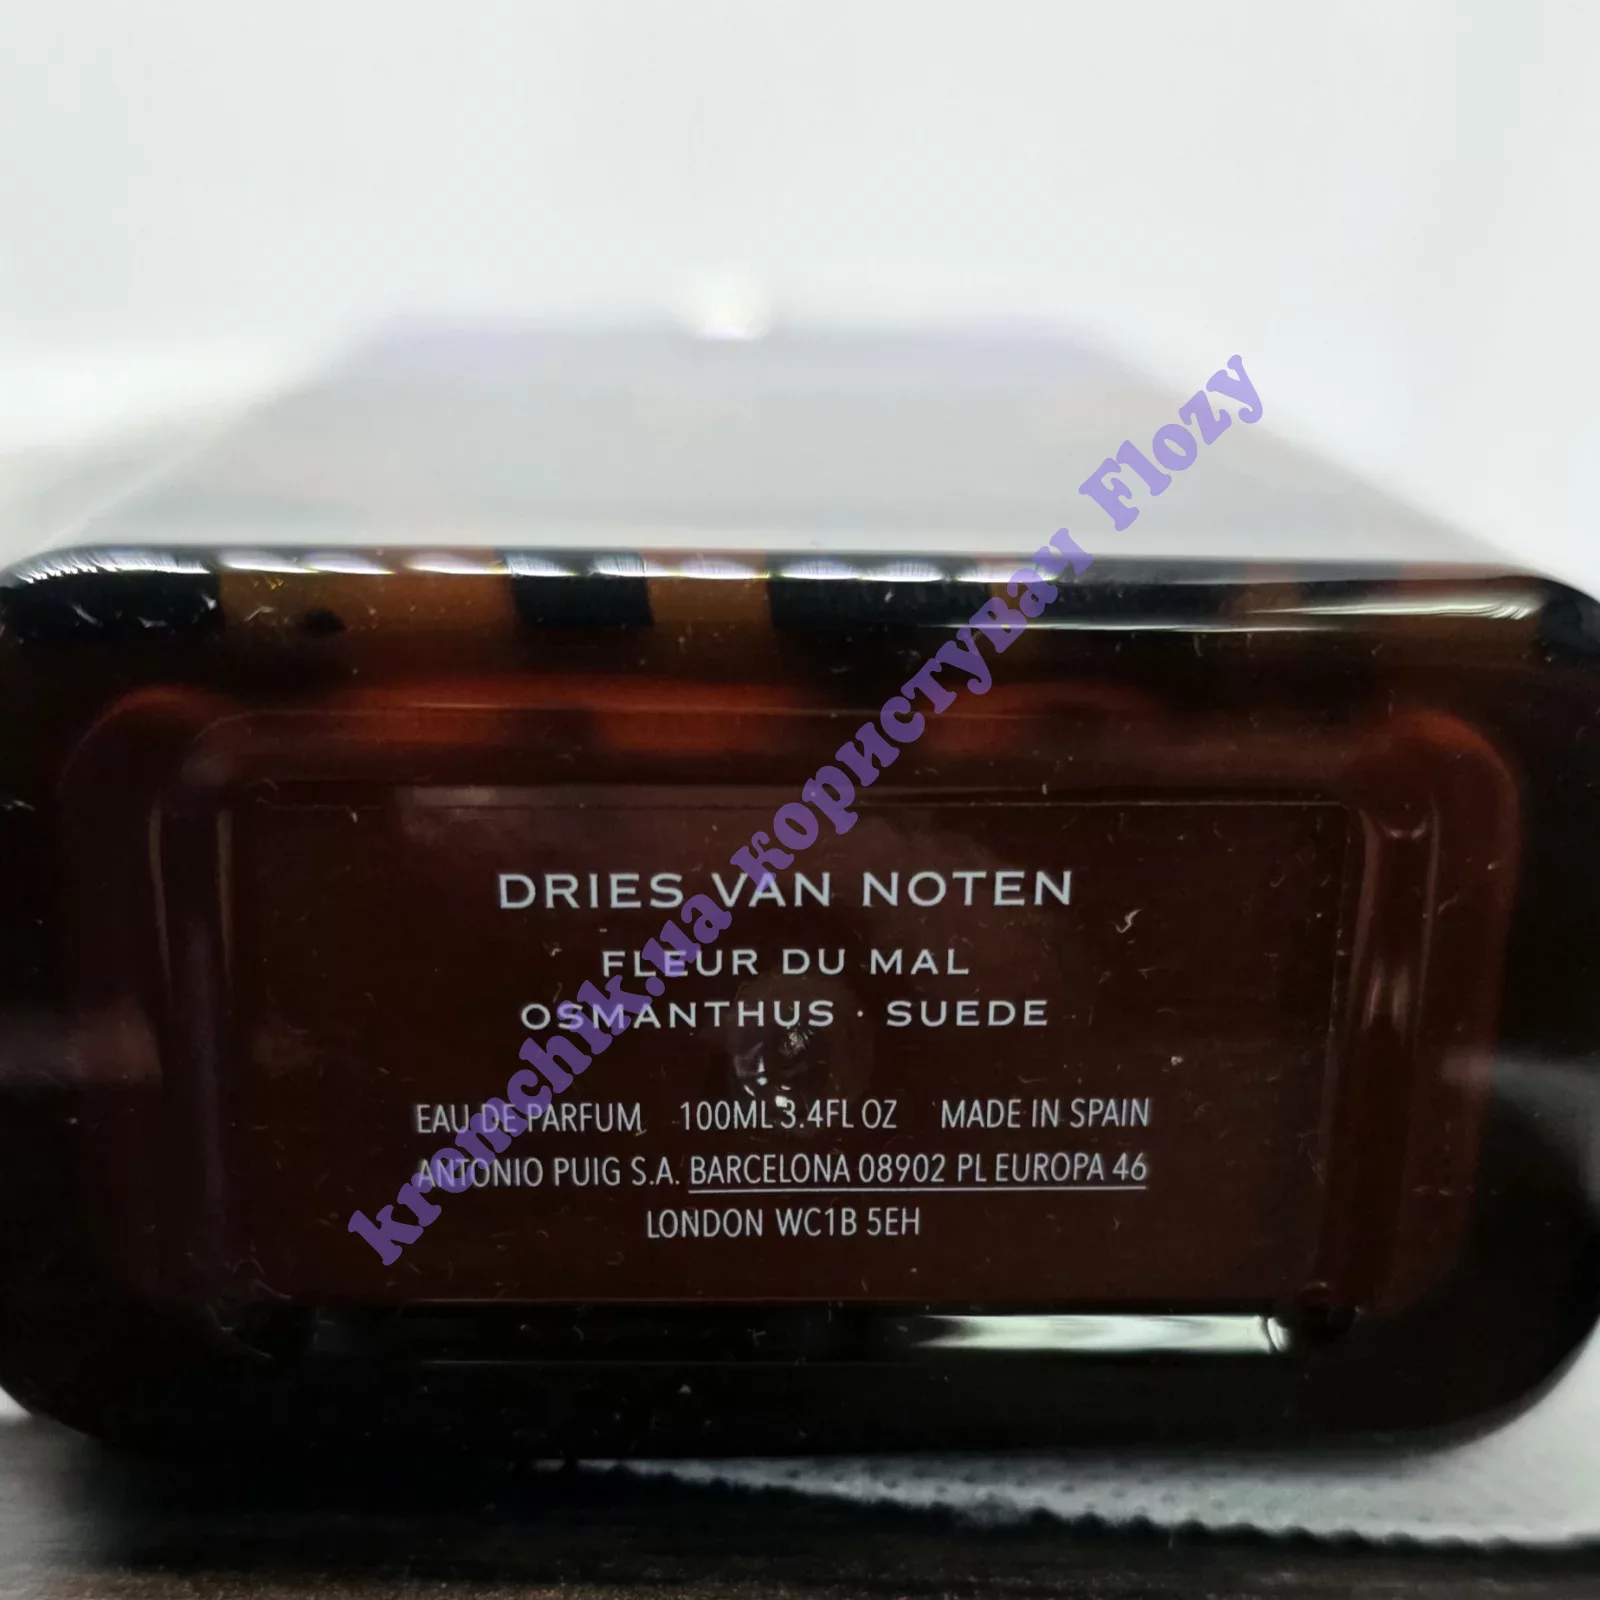 DRIES VAN NOTEN
FLEUR DU MAL
OSMANTHUS · SUEDE
EAU DE PARFUM 100ML 3.4FL OZ MADE IN SPAIN
ANTONIO PUIG S.A. BARCELONA 08902 PL EUROPA 46
LONDON WC1B 5EH
kremchik.ua користувач Flozy